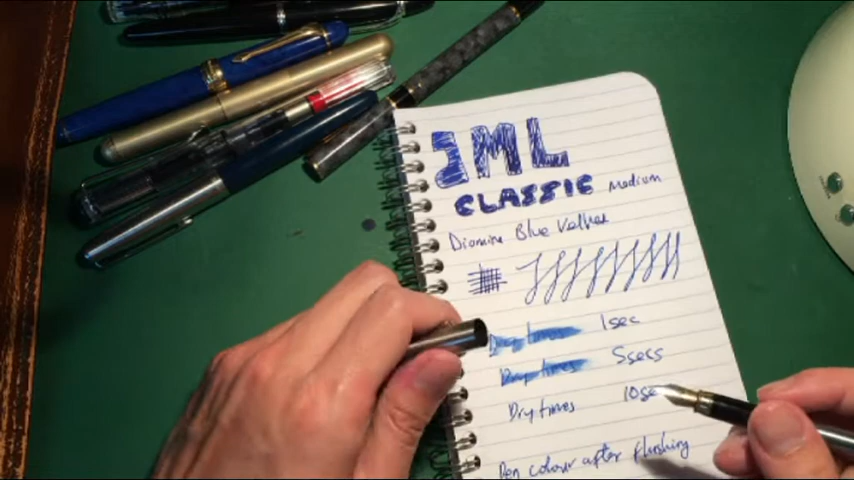 JML
CLASSIC Medium
Diamine Blue Velvet
Dry times 1sec
Dry times 5secs
Dry times 10se
Pen colour after flushing